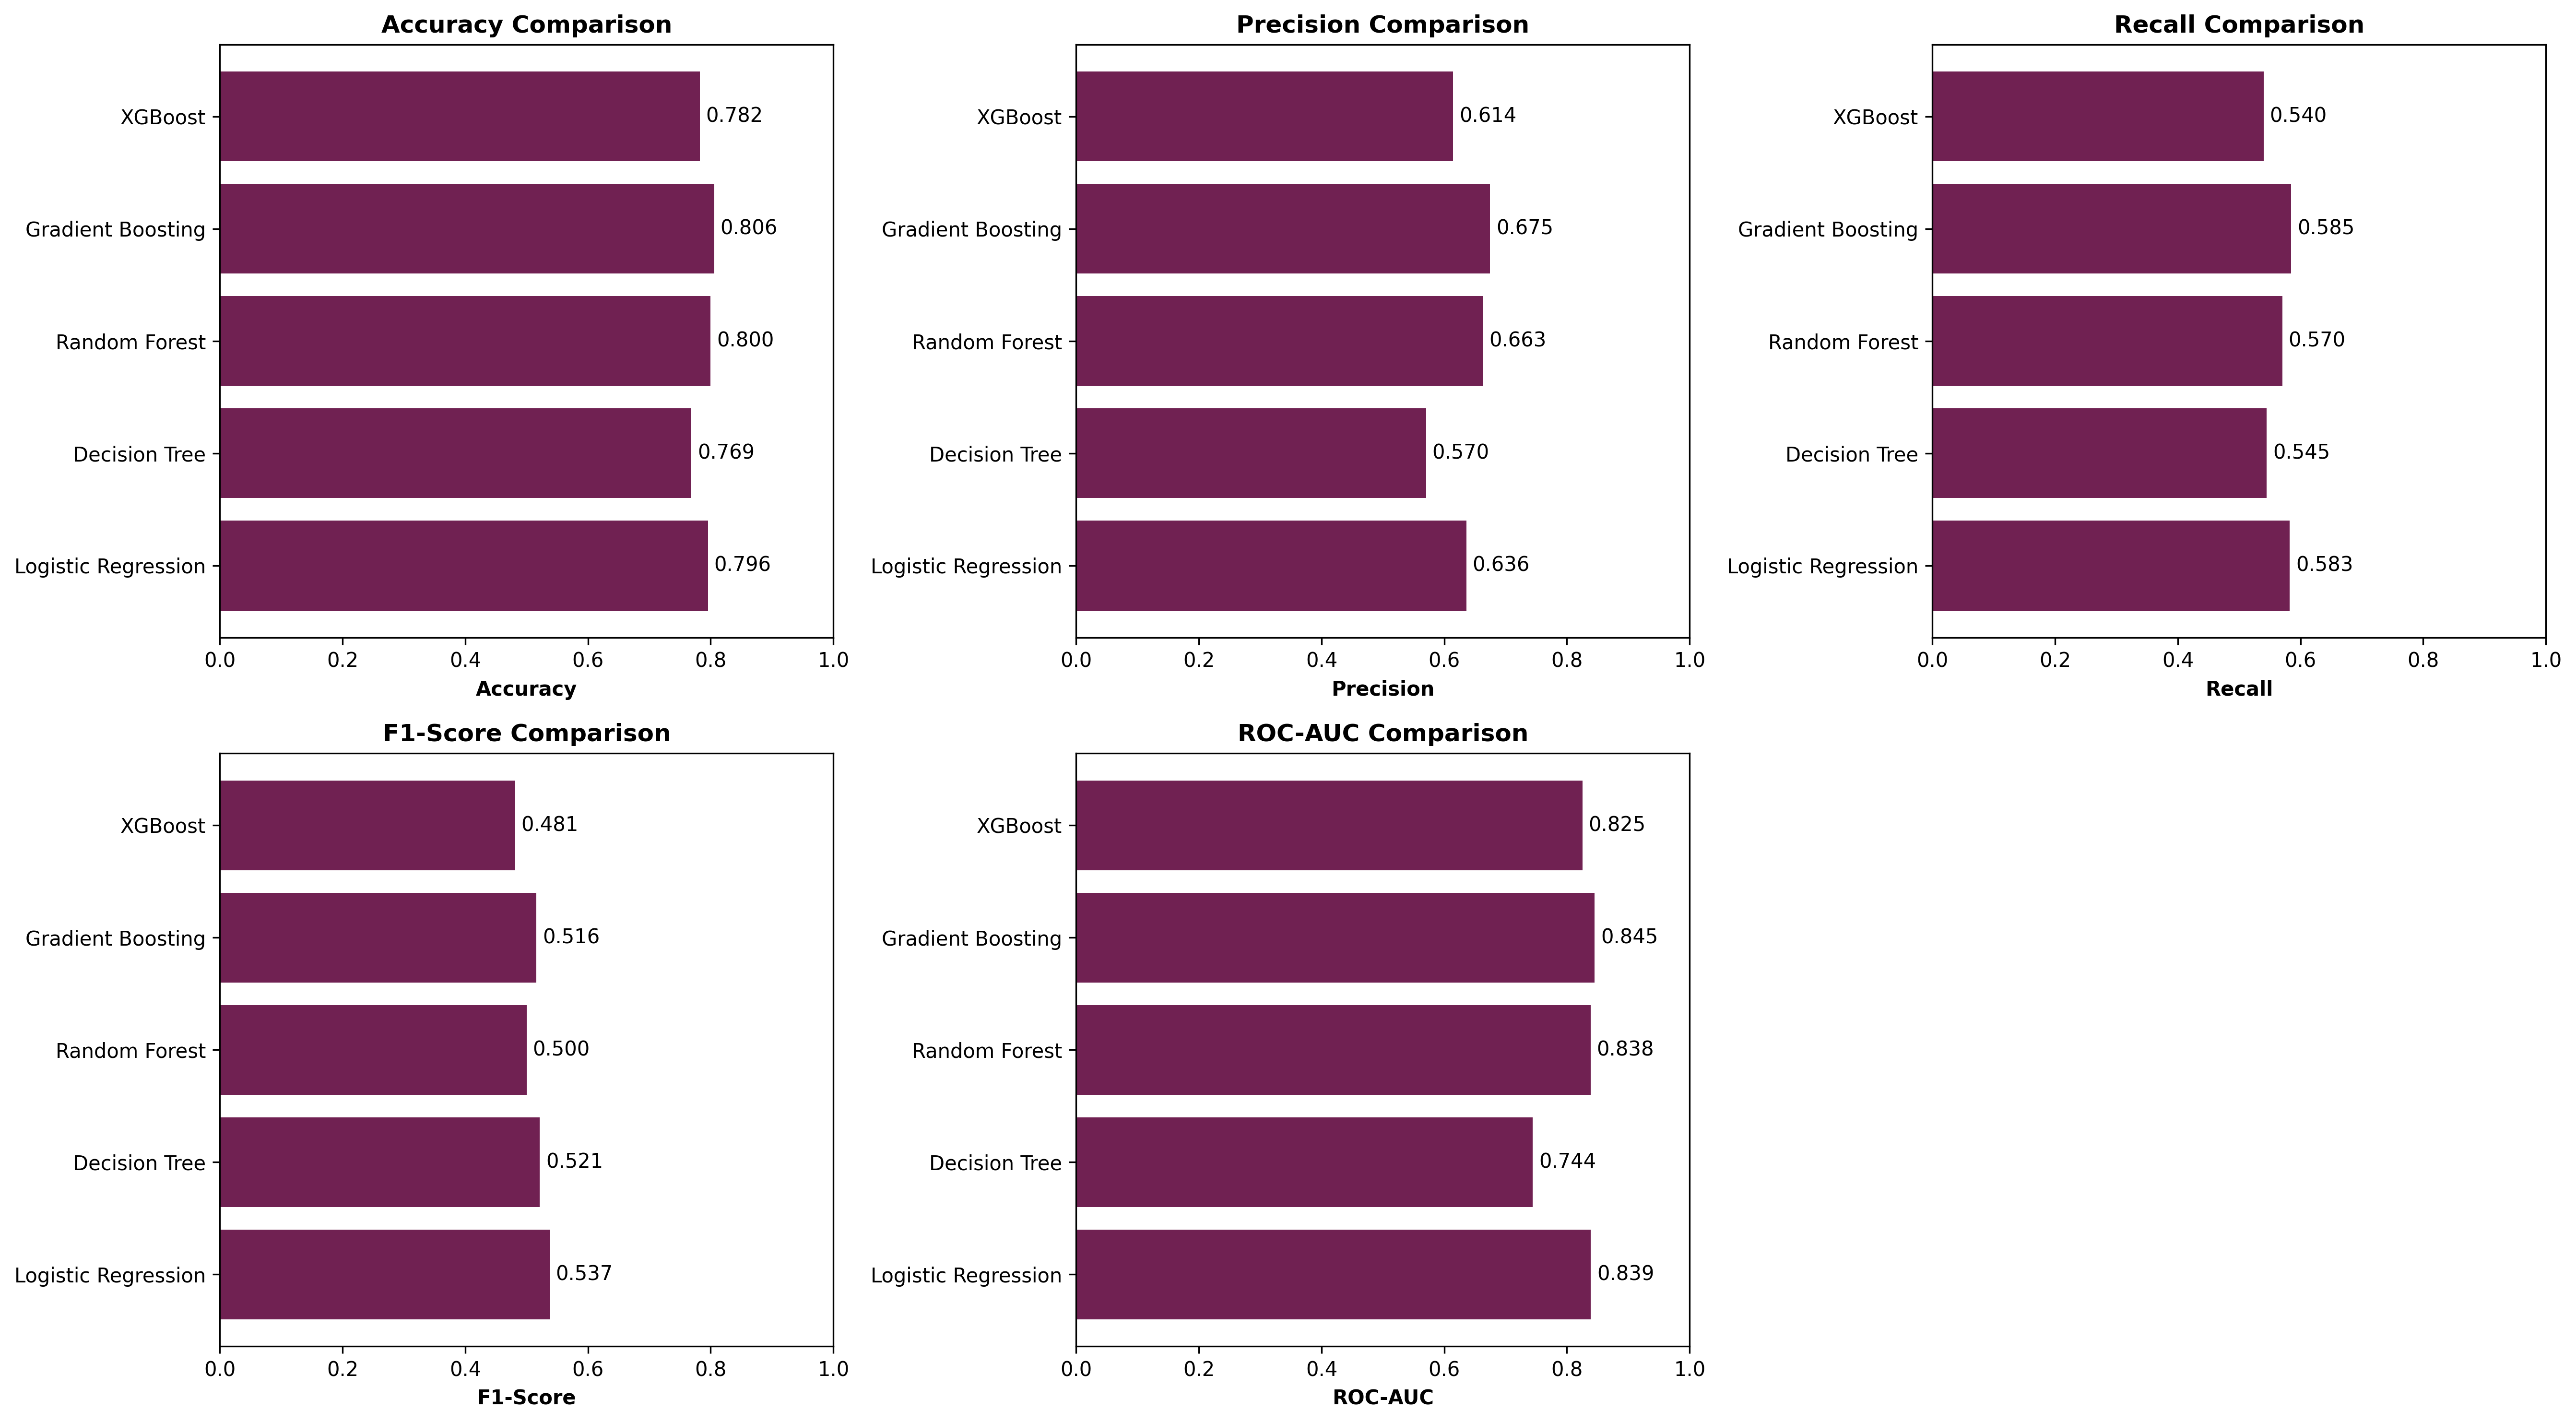 Accuracy Comparison
XGBoost
0.782
Gradient Boosting
0.806
Random Forest
0.800
Decision Tree
0.769
Logistic Regression
0.796
0.0 0.2 0.4 0.6 0.8 1.0
Accuracy
Precision Comparison
XGBoost
0.614
Gradient Boosting
0.675
Random Forest
0.663
Decision Tree
0.570
Logistic Regression
0.636
0.0 0.2 0.4 0.6 0.8 1.0
Precision
Recall Comparison
XGBoost
0.540
Gradient Boosting
0.585
Random Forest
0.570
Decision Tree
0.545
Logistic Regression
0.583
0.0 0.2 0.4 0.6 0.8 1.0
Recall
F1-Score Comparison
XGBoost
0.481
Gradient Boosting
0.516
Random Forest
0.500
Decision Tree
0.521
Logistic Regression
0.537
0.0 0.2 0.4 0.6 0.8 1.0
F1-Score
ROC-AUC Comparison
XGBoost
0.825
Gradient Boosting
0.845
Random Forest
0.838
Decision Tree
0.744
Logistic Regression
0.839
0.0 0.2 0.4 0.6 0.8 1.0
ROC-AUC